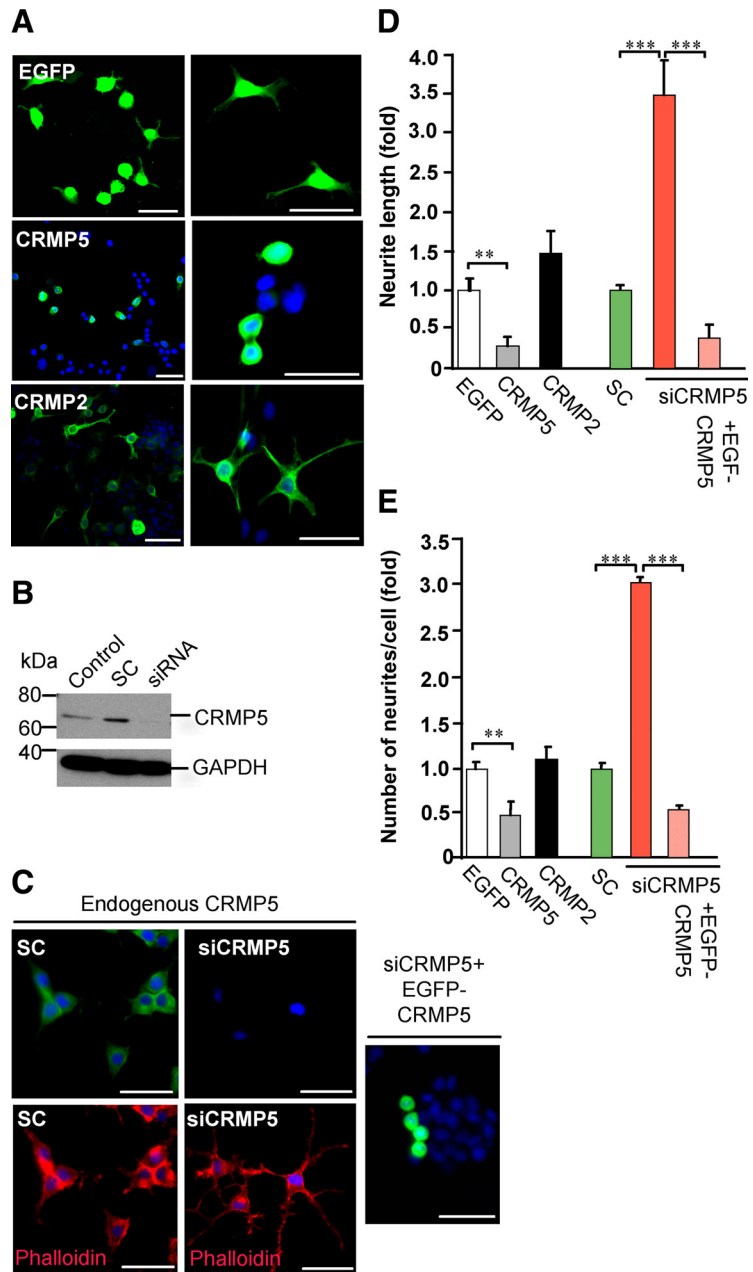 A
EGFP
CRMP5
CRMP2
B
kDa
Control
SC
siRNA
80
60
40
CRMP5
GAPDH
C
Endogenous CRMP5
SC
siCRMP5
SC
siCRMP5
Phalloidin
Phalloidin
siCRMP5+
EGFP-
CRMP5
D
Neurite length (fold)
4.0
3.5
3.0
2.5
2.0
1.5
1.0
0.5
0
**
***
***
EGFP
CRMP5
CRMP2
SC
siCRMP5
+EGF-
CRMP5
E
Number of neurites/cell (fold)
3.5
3.0
2.5
2.0
1.5
1.0
0.5
0
**
***
***
EGFP
CRMP5
CRMP2
SC
siCRMP5
+EGFP-
CRMP5